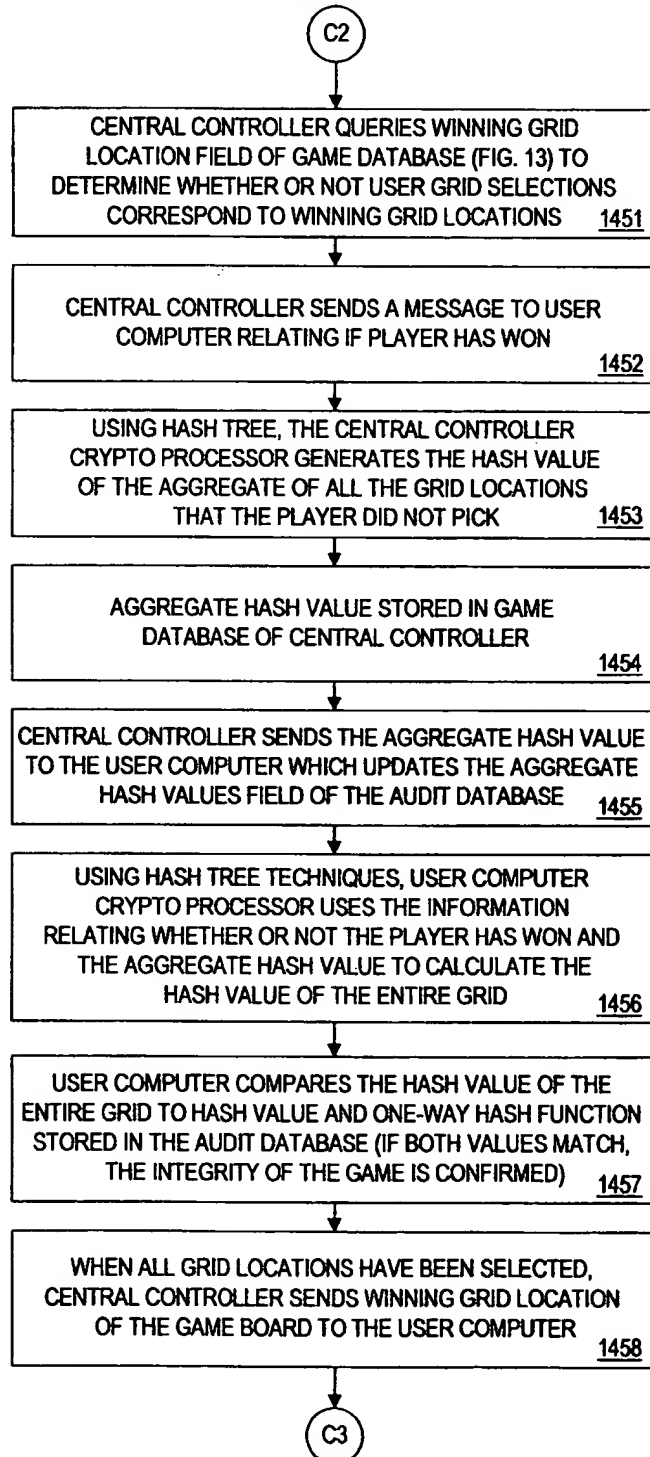 C2
CENTRAL CONTROLLER QUERIES WINNING GRID
LOCATION FIELD OF GAME DATABASE (FIG. 13) TO
DETERMINE WHETHER OR NOT USER GRID SELECTIONS
CORRESPOND TO WINNING GRID LOCATIONS
1451
CENTRAL CONTROLLER SENDS A MESSAGE TO USER
COMPUTER RELATING IF PLAYER HAS WON
1452
USING HASH TREE, THE CENTRAL CONTROLLER
CRYPTO PROCESSOR GENERATES THE HASH VALUE
OF THE AGGREGATE OF ALL THE GRID LOCATIONS
THAT THE PLAYER DID NOT PICK
1453
AGGREGATE HASH VALUE STORED IN GAME
DATABASE OF CENTRAL CONTROLLER
1454
CENTRAL CONTROLLER SENDS THE AGGREGATE HASH VALUE
TO THE USER COMPUTER WHICH UPDATES THE AGGREGATE
HASH VALUES FIELD OF THE AUDIT DATABASE
1455
USING HASH TREE TECHNIQUES, USER COMPUTER
CRYPTO PROCESSOR USES THE INFORMATION
RELATING WHETHER OR NOT THE PLAYER HAS WON AND
THE AGGREGATE HASH VALUE TO CALCULATE THE
HASH VALUE OF THE ENTIRE GRID
1456
USER COMPUTER COMPARES THE HASH VALUE OF THE
ENTIRE GRID TO HASH VALUE AND ONE-WAY HASH FUNCTION
STORED IN THE AUDIT DATABASE (IF BOTH VALUES MATCH,
THE INTEGRITY OF THE GAME IS CONFIRMED)
1457
WHEN ALL GRID LOCATIONS HAVE BEEN SELECTED,
CENTRAL CONTROLLER SENDS WINNING GRID LOCATION
OF THE GAME BOARD TO THE USER COMPUTER
1458
C3